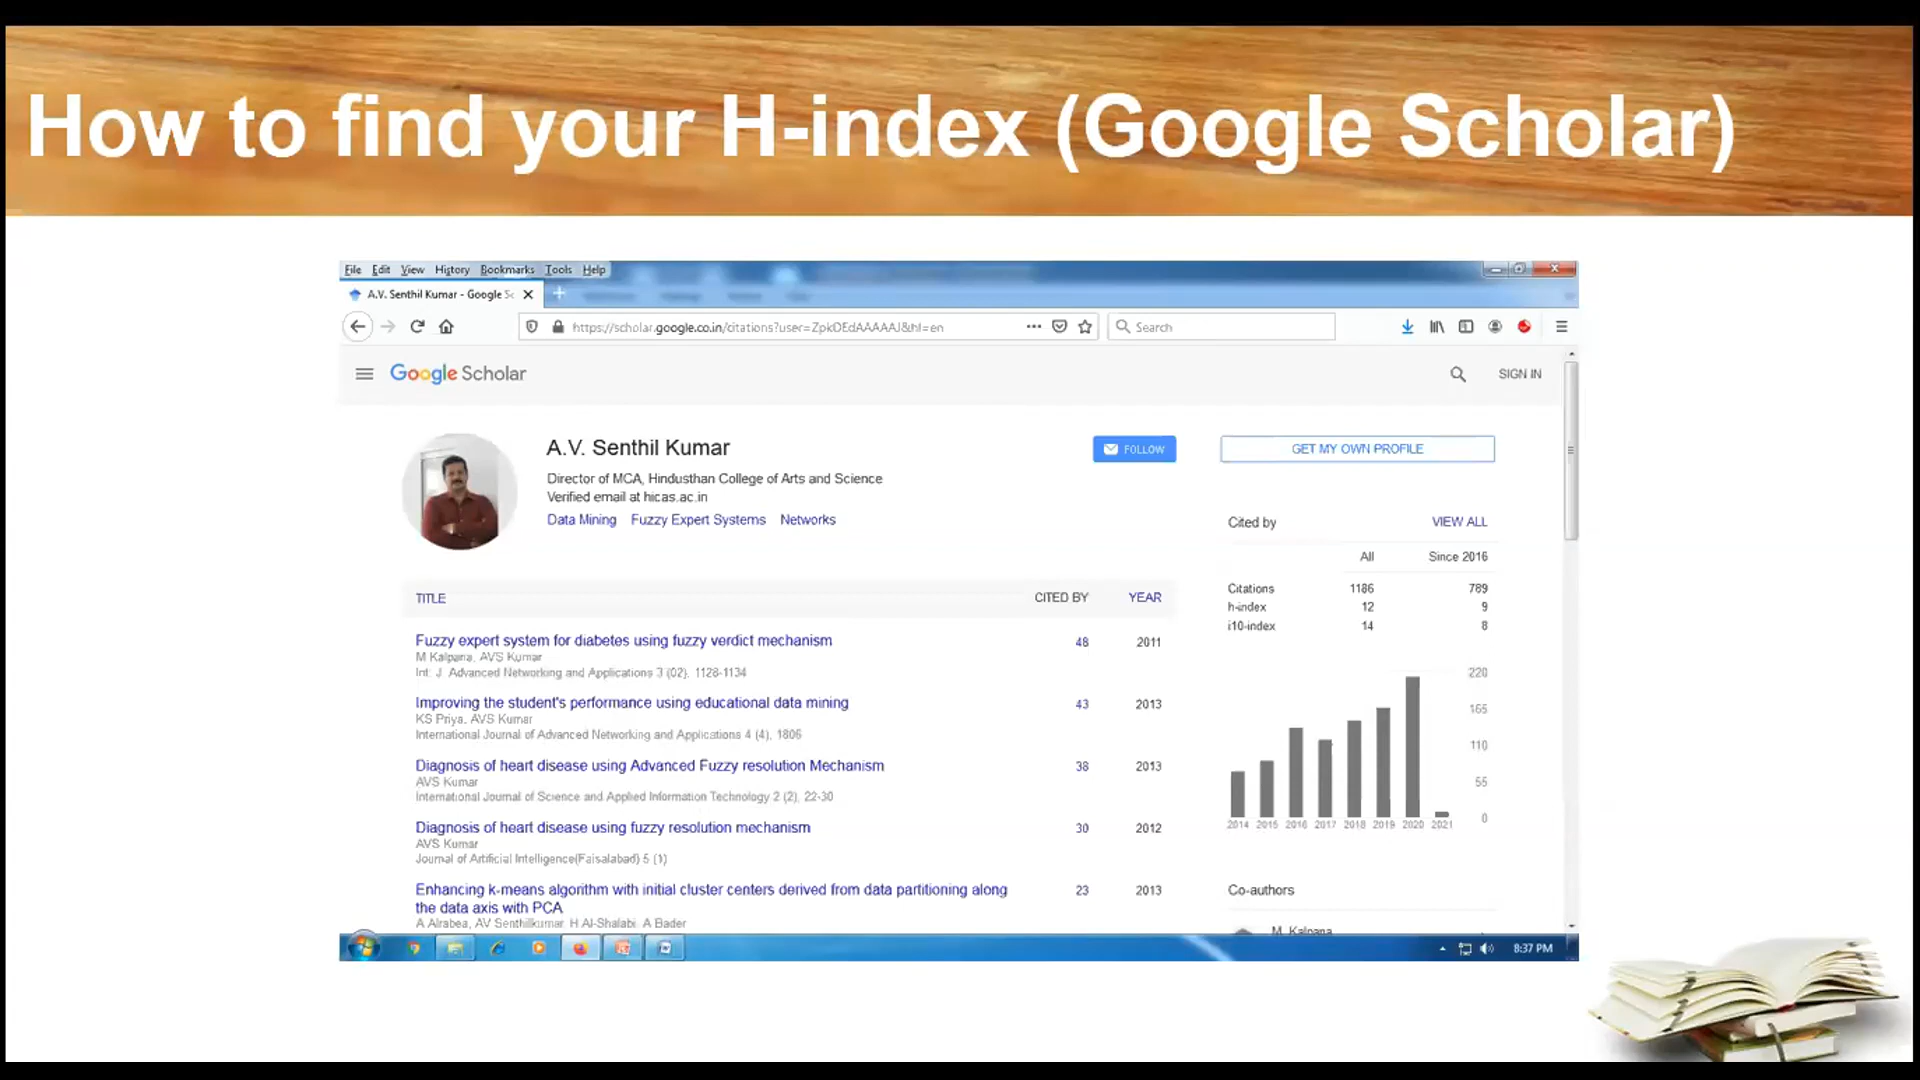 How to find your H-index (Google Scholar)
File Edit View History Bookmarks Tools Help
A.V. Senthil Kumar - Google Sc
https://scholar.google.co.in/citations?user=ZpkDEdAAAAAJ&hl=en
Search
Google Scholar
SIGN IN
A.V. Senthil Kumar
FOLLOW
GET MY OWN PROFILE
Director of MCA, Hindusthan College of Arts and Science
Verified email at hicas.ac.in
Data Mining Fuzzy Expert Systems Networks
Cited by VIEW ALL
All Since 2016
Citations 1186 789
h-index 12 9
i10-index 14 8
TITLE CITED BY YEAR
Fuzzy expert system for diabetes using fuzzy verdict mechanism 48 2011
M Kalpana, AVS Kumar
Int. J. Advanced Networking and Applications 3 (02), 1128-1134
Improving the student's performance using educational data mining 43 2013
KS Priya, AVS Kumar
International Journal of Advanced Networking and Applications 4 (4), 1806
Diagnosis of heart disease using Advanced Fuzzy resolution Mechanism 38 2013
AVS Kumar
International Journal of Science and Applied Information Technology 2 (2), 22-30
Diagnosis of heart disease using fuzzy resolution mechanism 30 2012
AVS Kumar
Journal of Artificial Intelligence(Faisalabad) 5 (1)
Enhancing k-means algorithm with initial cluster centers derived from data partitioning along 23 2013
the data axis with PCA
A Alrabea, AV Senthilkumar, H Al-Shalabi, A Bader
220
165
110
55
0
2014 2015 2016 2017 2018 2019 2020 2021
Co-authors
M. Kalpana
8:37 PM